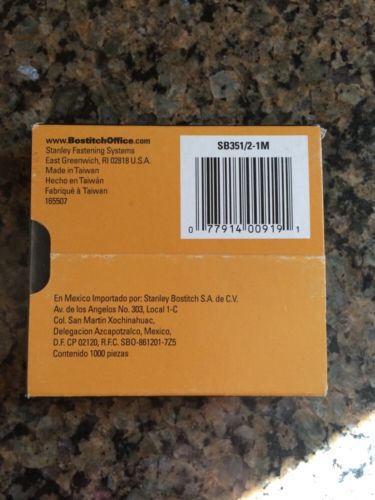 www.BostitchOffice.com
Stanley Fastening Systems
East Greenwich, RI 02818 U.S.A.
Made in Taiwan
Hecho en Taiwán
Fabriqué à Taiwan
165507
SB351/2-1M
0 77914 00919 1
En Mexico Importado por: Stanley Bostitch S.A. de C.V.
Av. de los Angelos No. 303, Local 1-C
Col. San Martin Xochinahuac,
Delegacion Azcapotzalco, Mexico,
D.F. CP 02120, R.F.C. SBO-861201-7Z5
Contenido 1000 piezas